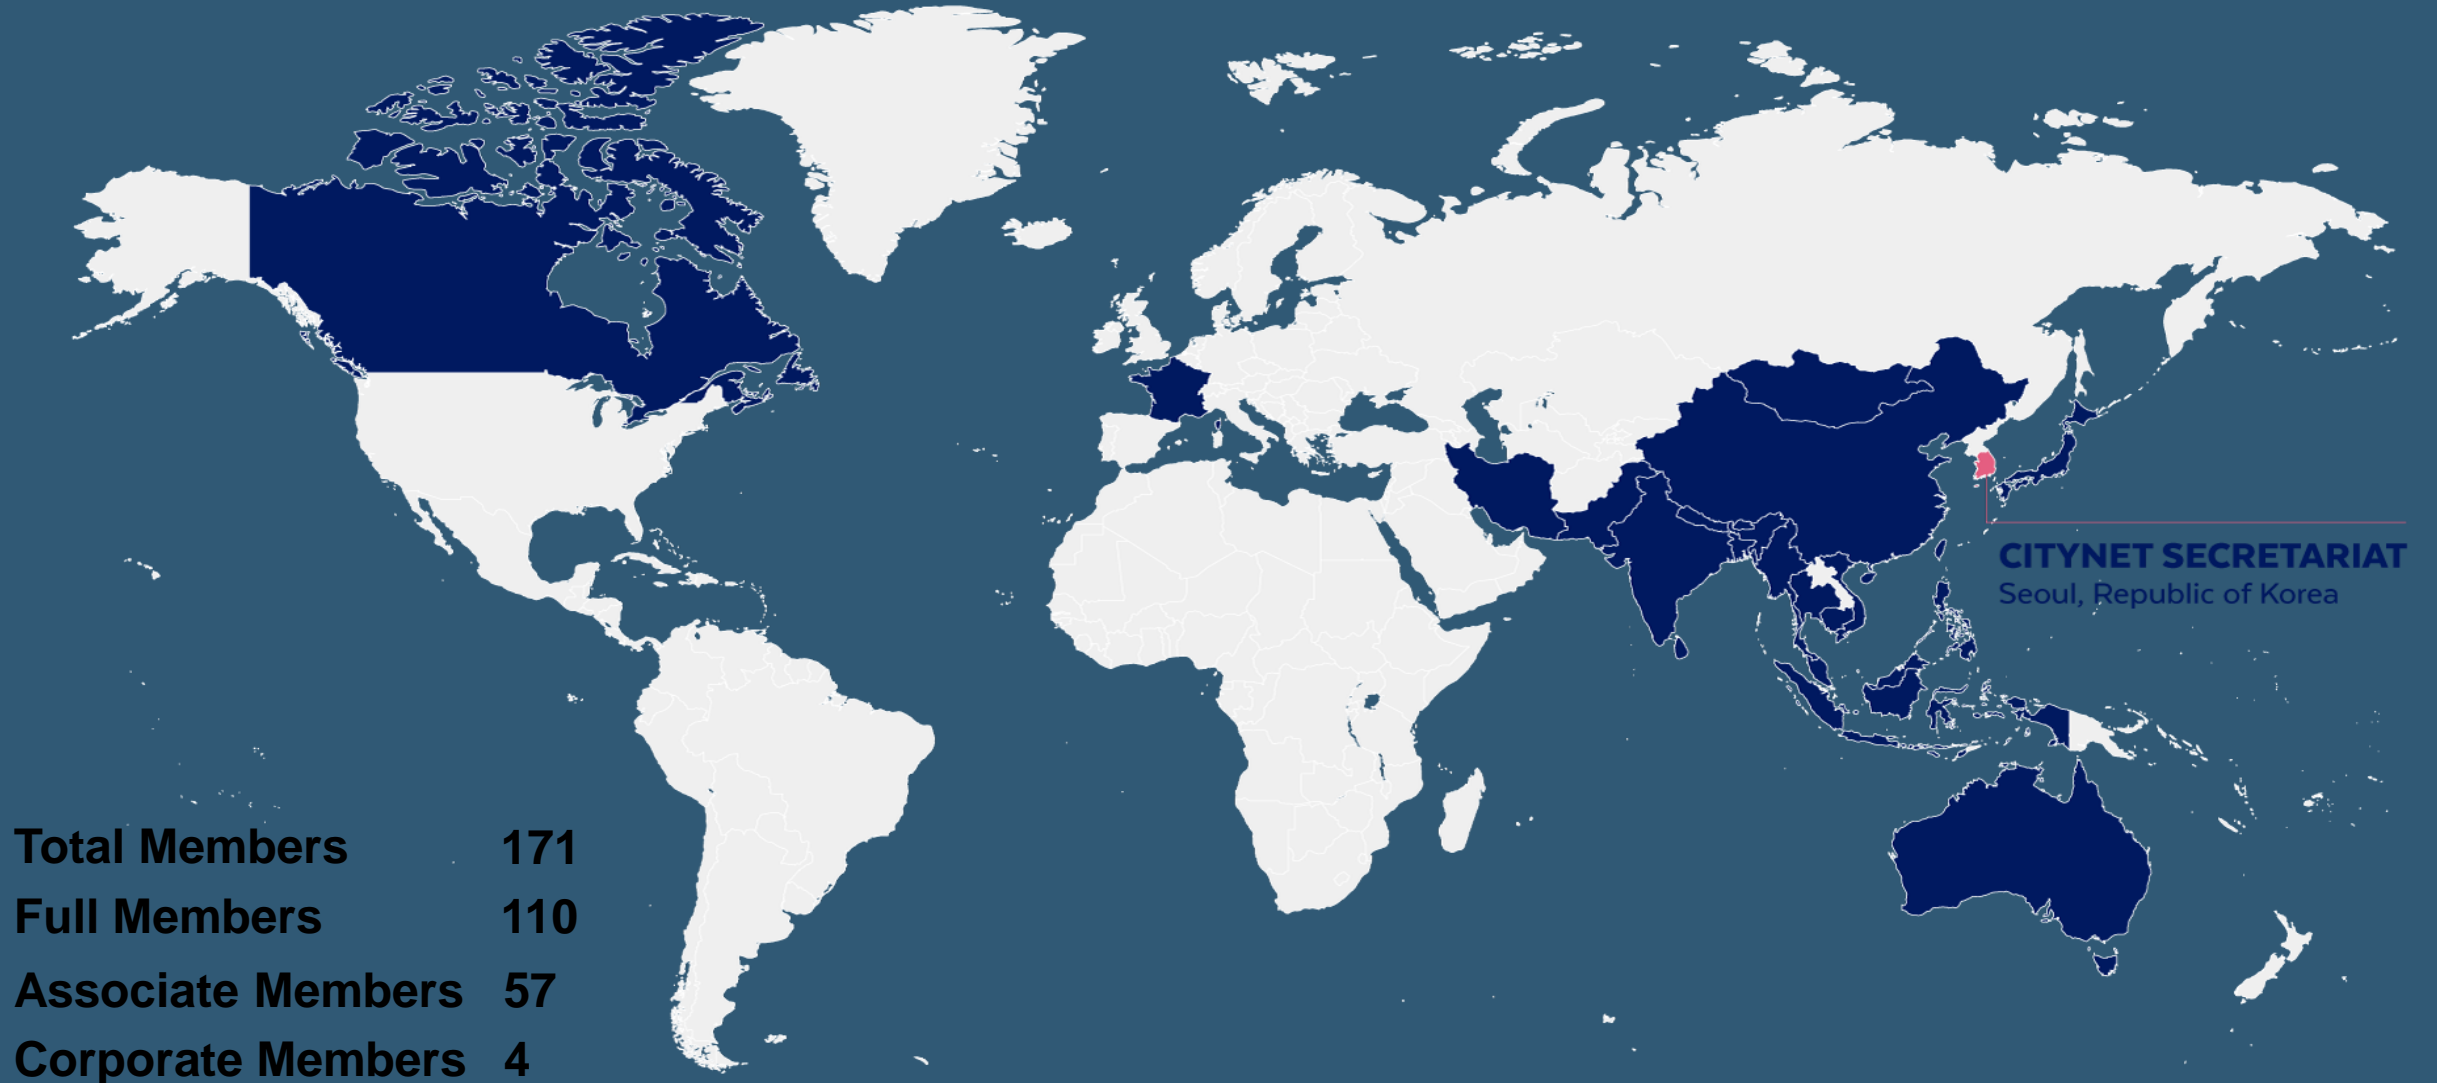 CITYNET SECRETARIAT
Seoul, Republic of Korea
Total Members 171
Full Members 110
Associate Members 57
Corporate Members 4